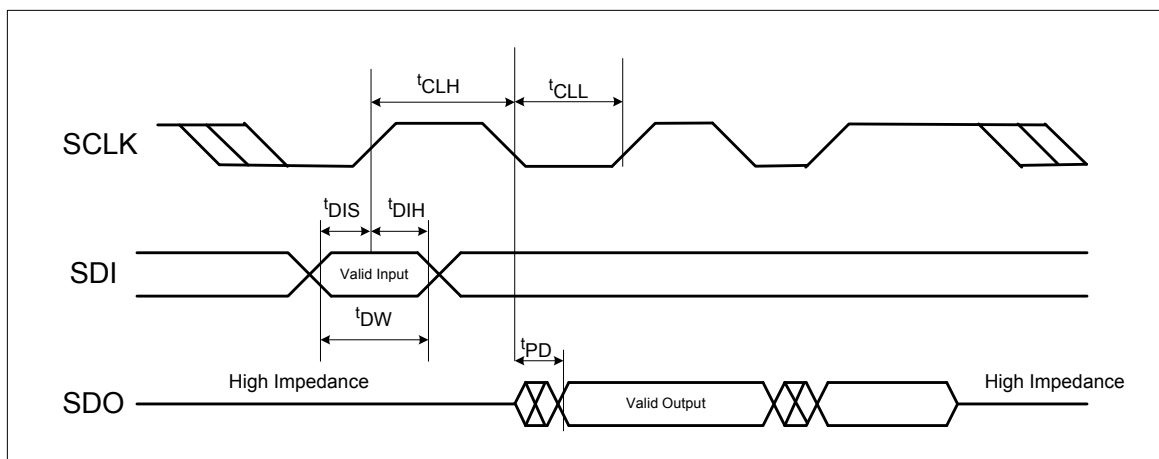 tCLH
tCLL
SCLK
tDIS
tDIH
SDI
Valid Input
tDW
tPD
High Impedance
High Impedance
SDO
Valid Output